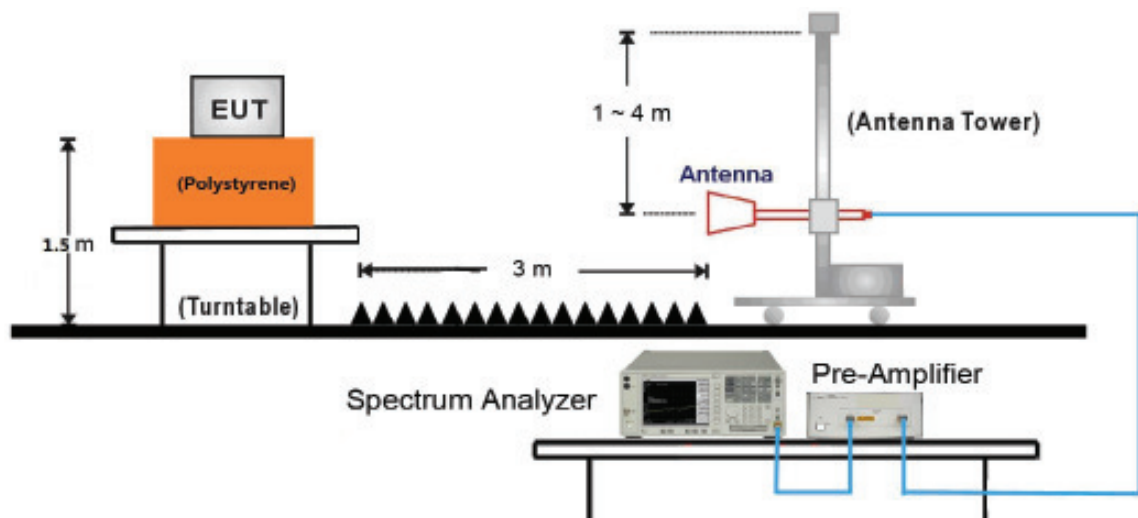 EUT
1 ~ 4 m
(Antenna Tower)
Antenna
(Polystyrene)
1.5 m
3 m
(Turntable)
Spectrum Analyzer
Pre-Amplifier